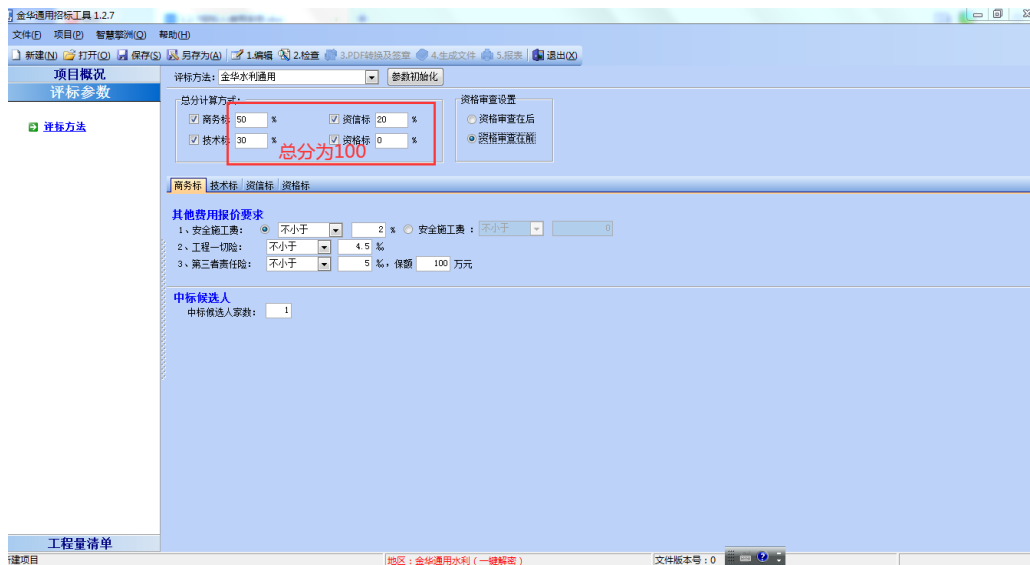 金华通用招标工具 1.2.7
文件(F) 项目(P) 智慧擎洲(Q) 帮助(H)
新建(N) 打开(O) 保存(S) 另存为(A) 1.编辑 2.检查 3.PDF转换及签章 4.生成文件 5.报表 退出(X)
项目概况
评标参数
评标方法
评标方法: 金华水利通用 参数初始化
总分计算方式: 资格审查设置
商务标 50 % 资信标 20 % 资格审查在后
技术标 30 % 资格标 0 % 资格审查在前
总分为100
商务标 技术标 资信标 资格标
其他费用报价要求
1、安全施工费: 不小于 2 % 安全施工费 : 不小于 0
2、工程一切险: 不小于 4.5 ‰
3、第三者责任险: 不小于 5 ‰, 保额 100 万元
中标候选人
中标候选人家数: 1
工程量清单
建项目 地区:金华通用水利(一键解密) 文件版本号:0